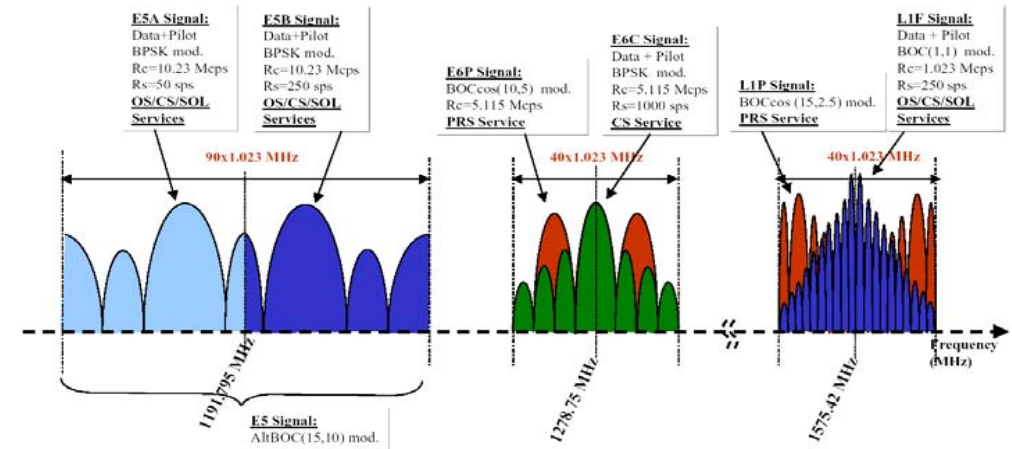 E5A Signal:
Data+Pilot
BPSK mod.
Rc=10.23 Mcps
Rs=50 sps
OS/CS/SOL
Services
E5B Signal:
Data+Pilot
BPSK mod.
Rc=10.23 Mcps
Rs=250 sps
OS/CS/SOL
Services
E6P Signal:
BOCcos(10,5) mod.
Rc=5.115 Mcps
PRS Service
E6C Signal:
Data + Pilot
BPSK mod.
Rc=5.115 Mcps
Rs=1000 sps
CS Service
L1P Signal:
BOCcos (15,2.5) mod.
PRS Service
L1F Signal:
Data + Pilot
BOC(1,1) mod.
Rc=1.023 Mcps
Rs=250 sps
OS/CS/SOL
Services
90x1.023 MHz
40x1.023 MHz
40x1.023 MHz
Frequency
(MHz)
1191.795 MHz
1278.75 MHz
1575.42 MHz
E5 Signal:
AltBOC(15,10) mod.